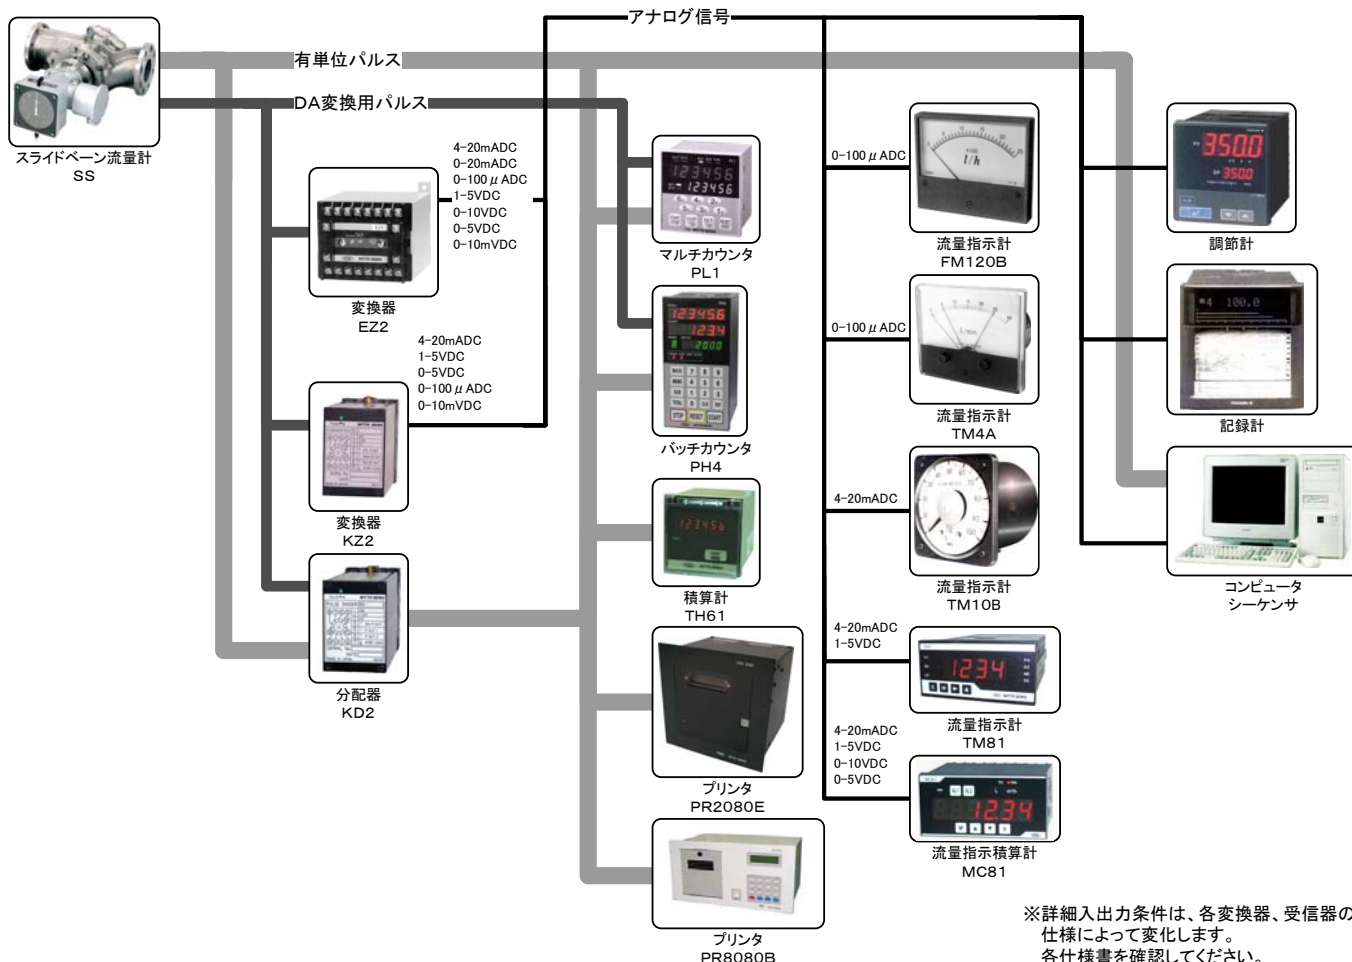 アナログ信号
有単位パルス
DA変換用パルス
スライドベーン流量計
SS
4-20mADC
0-20mADC
0-100μADC
1-5VDC
0-10VDC
0-5VDC
0-10mVDC
変換器
EZ2
4-20mADC
1-5VDC
0-5VDC
0-100μADC
0-10mVDC
変換器
KZ2
分配器
KD2
マルチカウンタ
PL1
バッチカウンタ
PH4
積算計
TH61
プリンタ
PR2080E
プリンタ
PR8080B
0-100μADC
l/h
流量指示計
FM120B
0-100μADC
流量指示計
TM4A
4-20mADC
流量指示計
TM10B
4-20mADC
1-5VDC
1234
流量指示計
TM81
4-20mADC
1-5VDC
0-10VDC
0-5VDC
12.34
流量指示積算計
MC81
350.0
350.0
調節計
100.0
記録計
コンピュータ
シーケンサ
※詳細入出力条件は、各変換器、受信器の
仕様によって変化します。
各仕様書を確認してください。